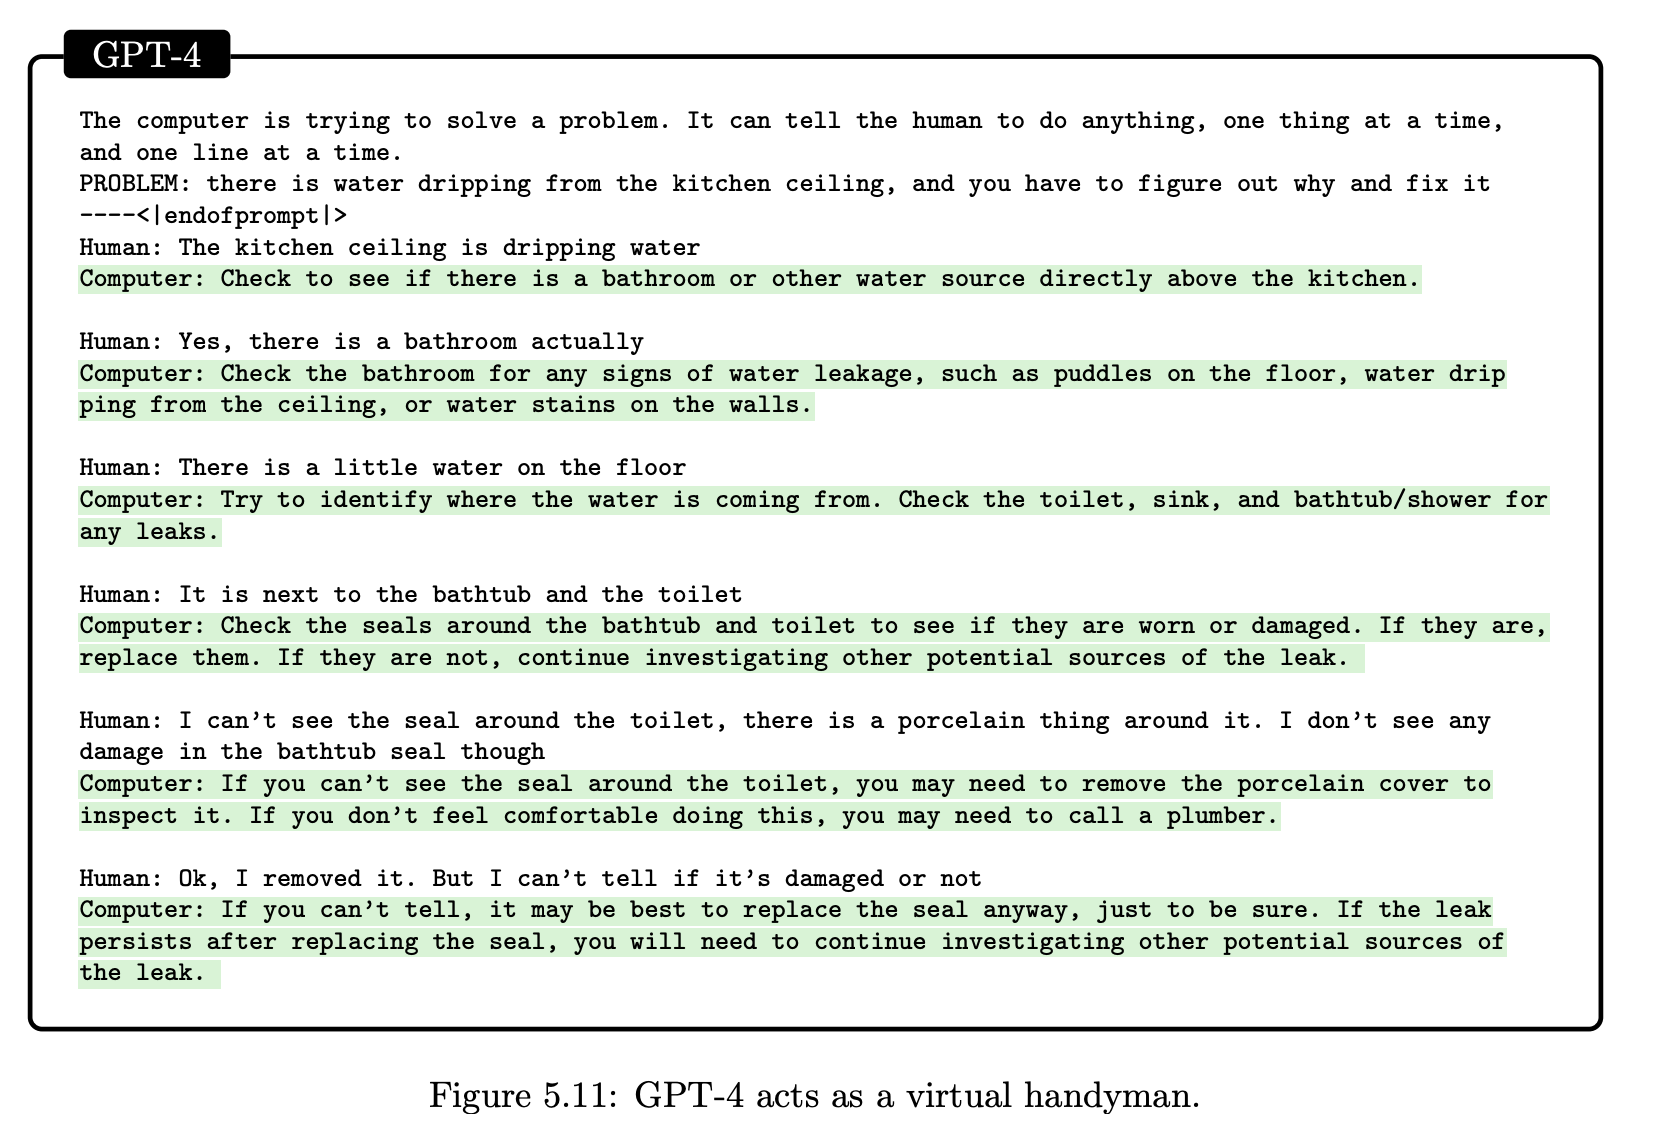 GPT-4
The computer is trying to solve a problem. It can tell the human to do anything, one thing at a time,
and one line at a time.
PROBLEM: there is water dripping from the kitchen ceiling, and you have to figure out why and fix it
----<|endofprompt|>
Human: The kitchen ceiling is dripping water
Computer: Check to see if there is a bathroom or other water source directly above the kitchen.
Human: Yes, there is a bathroom actually
Computer: Check the bathroom for any signs of water leakage, such as puddles on the floor, water drip
ping from the ceiling, or water stains on the walls.
Human: There is a little water on the floor
Computer: Try to identify where the water is coming from. Check the toilet, sink, and bathtub/shower for
any leaks.
Human: It is next to the bathtub and the toilet
Computer: Check the seals around the bathtub and toilet to see if they are worn or damaged. If they are,
replace them. If they are not, continue investigating other potential sources of the leak.
Human: I can't see the seal around the toilet, there is a porcelain thing around it. I don't see any
damage in the bathtub seal though
Computer: If you can't see the seal around the toilet, you may need to remove the porcelain cover to
inspect it. If you don't feel comfortable doing this, you may need to call a plumber.
Human: Ok, I removed it. But I can't tell if it's damaged or not
Computer: If you can't tell, it may be best to replace the seal anyway, just to be sure. If the leak
persists after replacing the seal, you will need to continue investigating other potential sources of
the leak.
Figure 5.11: GPT-4 acts as a virtual handyman.